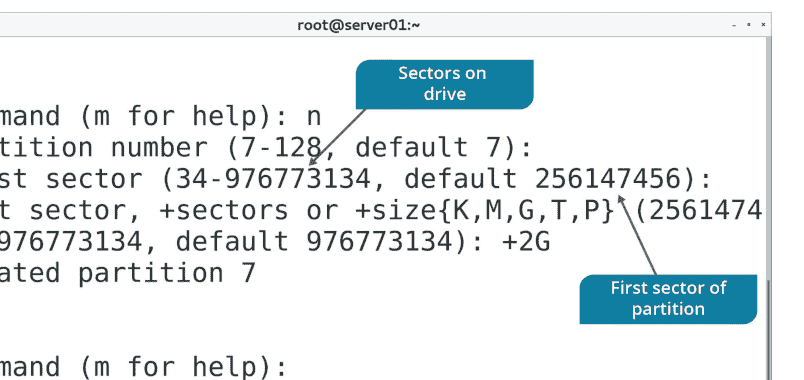 root@server01:~
Sectors on
drive
mand (m for help): n
tition number (7-128, default 7):
st sector (34-976773134, default 256147456):
t sector, +sectors or +size{K,M,G,T,P} (2561474
976773134, default 976773134): +2G
ated partition 7
First sector of
partition
mand (m for help):